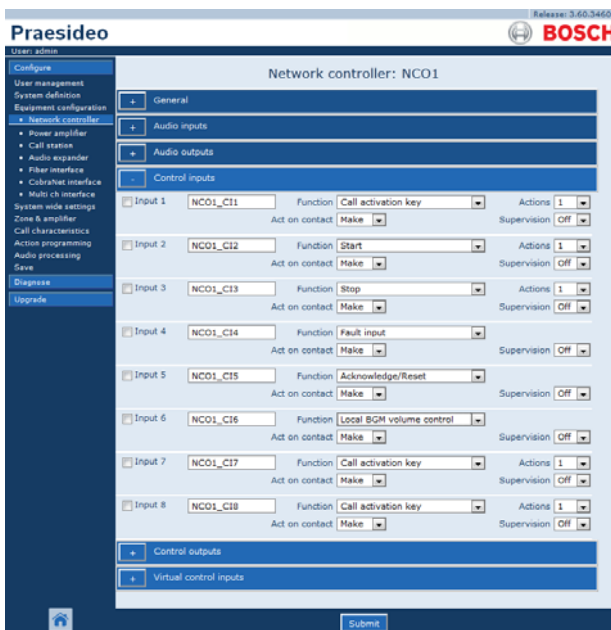 Release: 3.60.3460
Praesideo
BOSCH
User: admin
Configure
User management
System definition
Equipment configuration
• Network controller
• Power amplifier
• Call station
• Audio expander
• Fiber interface
• CobraNet interface
• Multi ch interface
System wide settings
Zone & amplifier
Call characteristics
Action programming
Audio processing
Save
Diagnose
Upgrade
Network controller: NCO1
+ General
+ Audio inputs
+ Audio outputs
- Control inputs
Input 1 NCO1_CI1 Function Call activation key Actions 1
Act on contact Make Supervision Off
Input 2 NCO1_CI2 Function Start Actions 1
Act on contact Make Supervision Off
Input 3 NCO1_CI3 Function Stop Actions 1
Act on contact Make Supervision Off
Input 4 NCO1_CI4 Function Fault input
Act on contact Make Supervision Off
Input 5 NCO1_CI5 Function Acknowledge/Reset
Act on contact Make Supervision Off
Input 6 NCO1_CI6 Function Local BGM volume control
Act on contact Make Supervision Off
Input 7 NCO1_CI7 Function Call activation key Actions 1
Act on contact Make Supervision Off
Input 8 NCO1_CI8 Function Call activation key Actions 1
Act on contact Make Supervision Off
+ Control outputs
+ Virtual control inputs
Submit